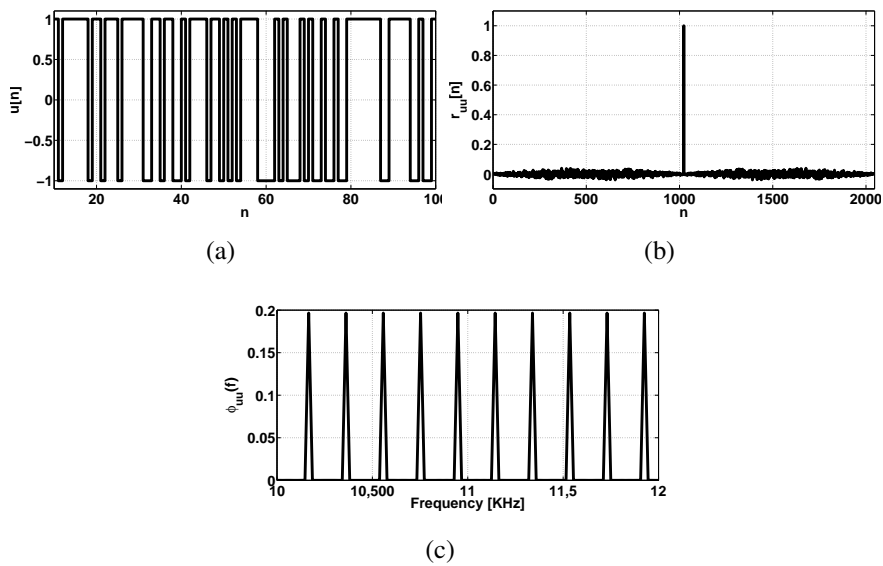 1
0.5
0
−0.5
−1
u[n]
20 40 60 80 100
n
(a)
1
0.8
0.6
0.4
0.2
0
r_uu[n]
0 500 1000 1500 2000
n
(b)
0.2
0.15
0.1
0.05
0
ϕ_uu(f)
10 10,500 11 11,5 12
Frequency [KHz]
(c)